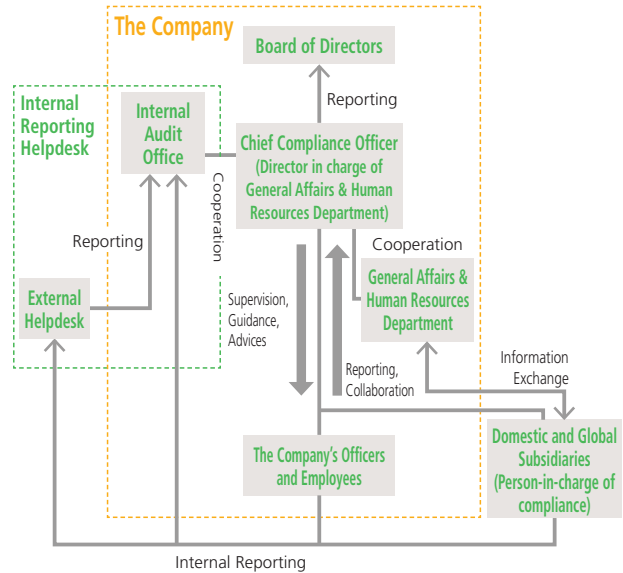 The Company
Board of Directors
Reporting
Internal
Reporting
Helpdesk
Internal
Audit
Office
Chief Compliance Officer
(Director in charge of
General Affairs & Human
Resources Department)
Cooperation
Reporting
Cooperation
General Affairs &
Human Resources
Department
External
Helpdesk
Supervision,
Guidance,
Advices
Reporting,
Collaboration
Information
Exchange
The Company's Officers
and Employees
Domestic and Global
Subsidiaries
(Person-in-charge of
compliance)
Internal Reporting